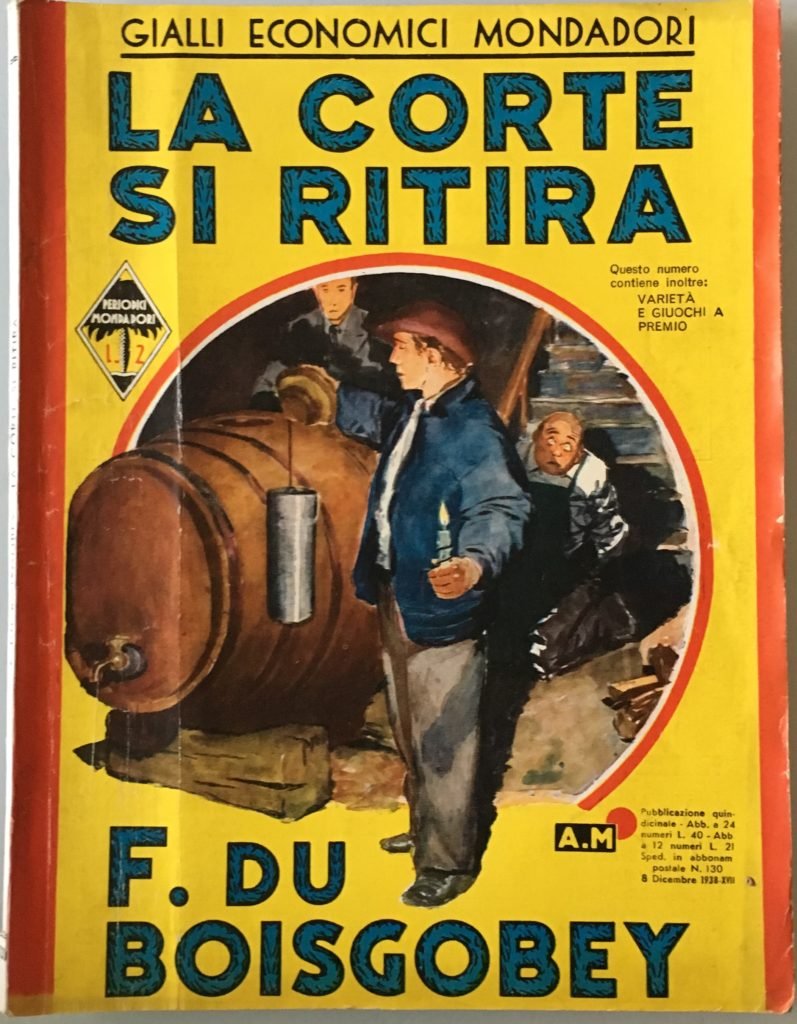 GIALLI ECONOMICI MONDADORI
LA CORTE
SI RITIRA
Questo numero
contiene inoltre:
VARIETÀ
E GIUOCHI A
PREMIO
PERIODICI
MONDADORI
L. 2
A.M
Pubblicazione quin-
dicinale - Abb. a 24
numeri L. 40 - Abb
a 12 numeri L. 21
Sped. in abbonam
postale N. 130
8 Dicembre 1938-XVII
F. DU
BOISGOBEY